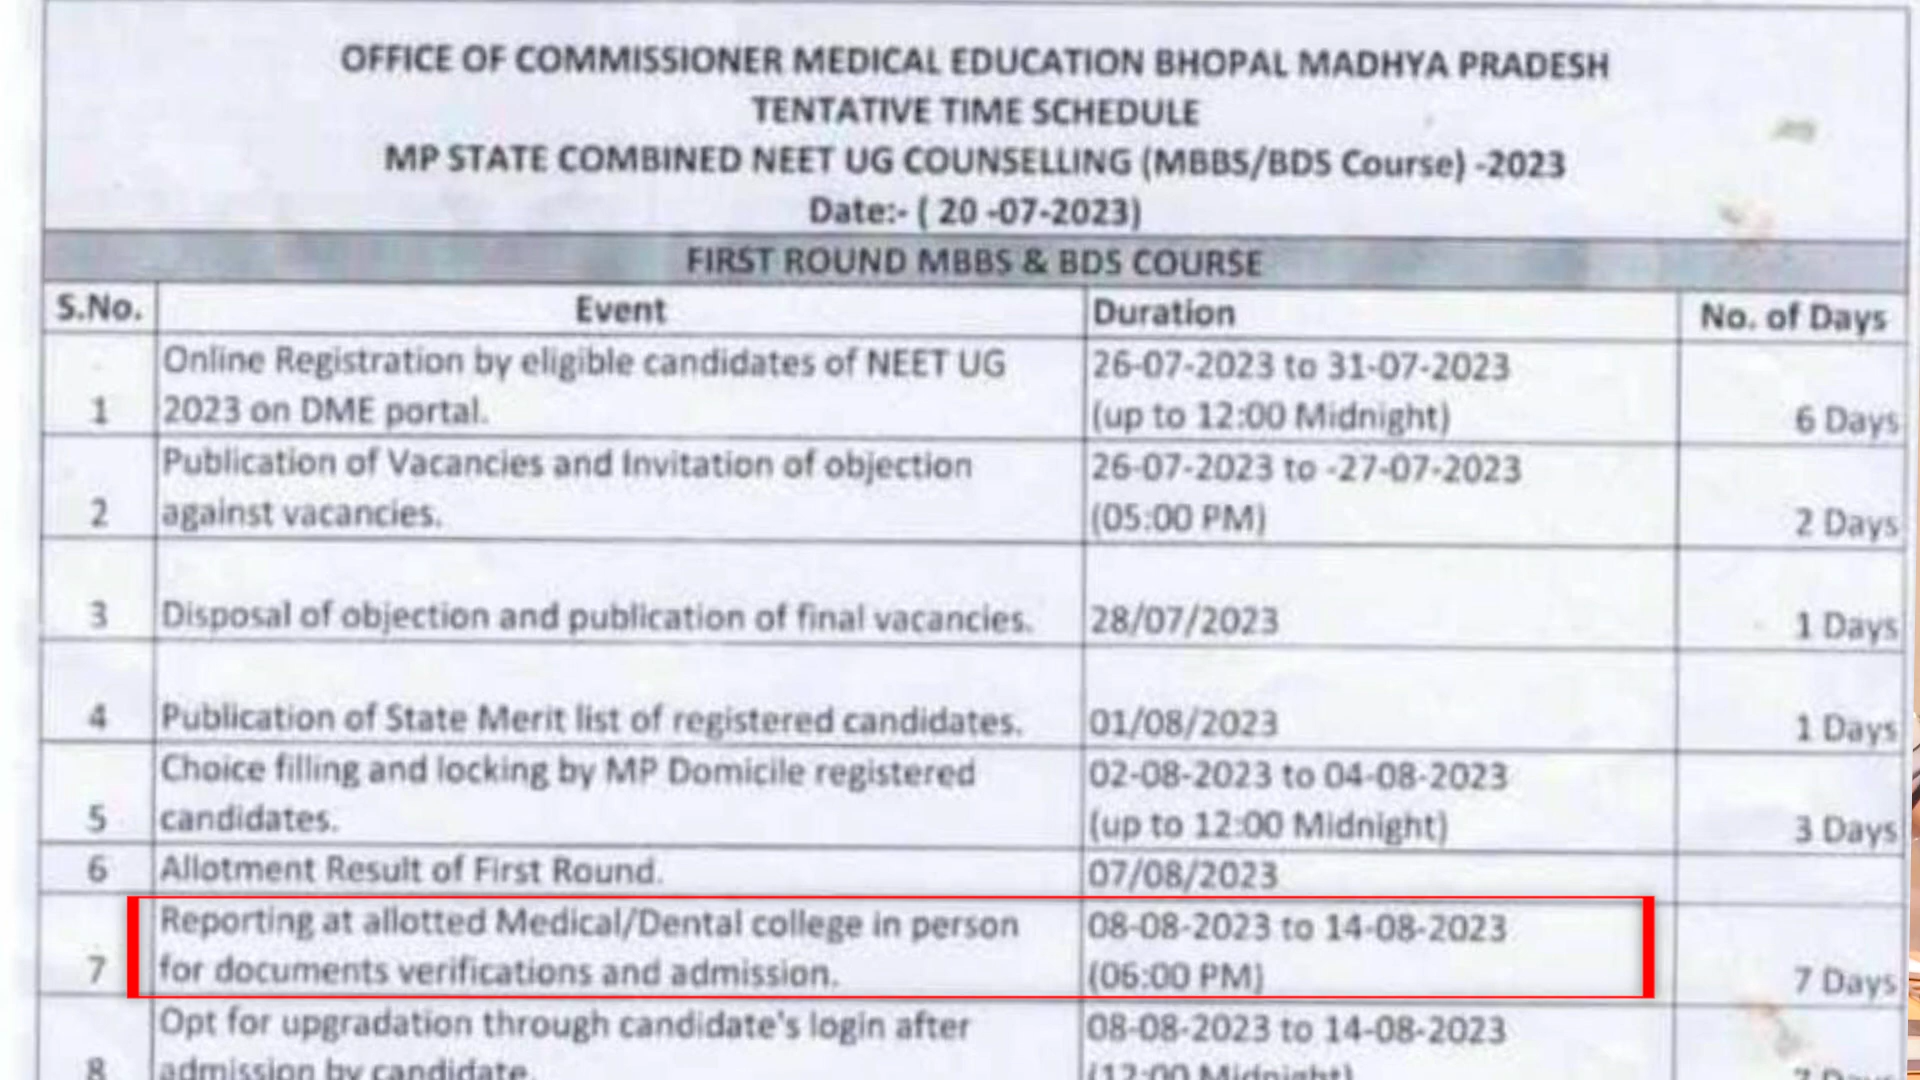 OFFICE OF COMMISSIONER MEDICAL EDUCATION BHOPAL MADHYA PRADESH
TENTATIVE TIME SCHEDULE
MP STATE COMBINED NEET UG COUNSELLING (MBBS/BDS Course) -2023
Date:- ( 20 -07-2023)
FIRST ROUND MBBS & BDS COURSE
S.No. Event Duration No. of Days
Online Registration by eligible candidates of NEET UG 26-07-2023 to 31-07-2023
1 2023 on DME portal. (up to 12:00 Midnight) 6 Days
Publication of Vacancies and Invitation of objection 26-07-2023 to -27-07-2023
2 against vacancies. (05:00 PM) 2 Days
3 Disposal of objection and publication of final vacancies. 28/07/2023 1 Days
4 Publication of State Merit list of registered candidates. 01/08/2023 1 Days
Choice filling and locking by MP Domicile registered 02-08-2023 to 04-08-2023
5 candidates. (up to 12:00 Midnight) 3 Days
6 Allotment Result of First Round. 07/08/2023
Reporting at allotted Medical/Dental college in person 08-08-2023 to 14-08-2023
7 for documents verifications and admission. (06:00 PM) 7 Days
Opt for upgradation through candidate's login after 08-08-2023 to 14-08-2023
8 admission by candidate. (12:00 Midnight) 7 Days